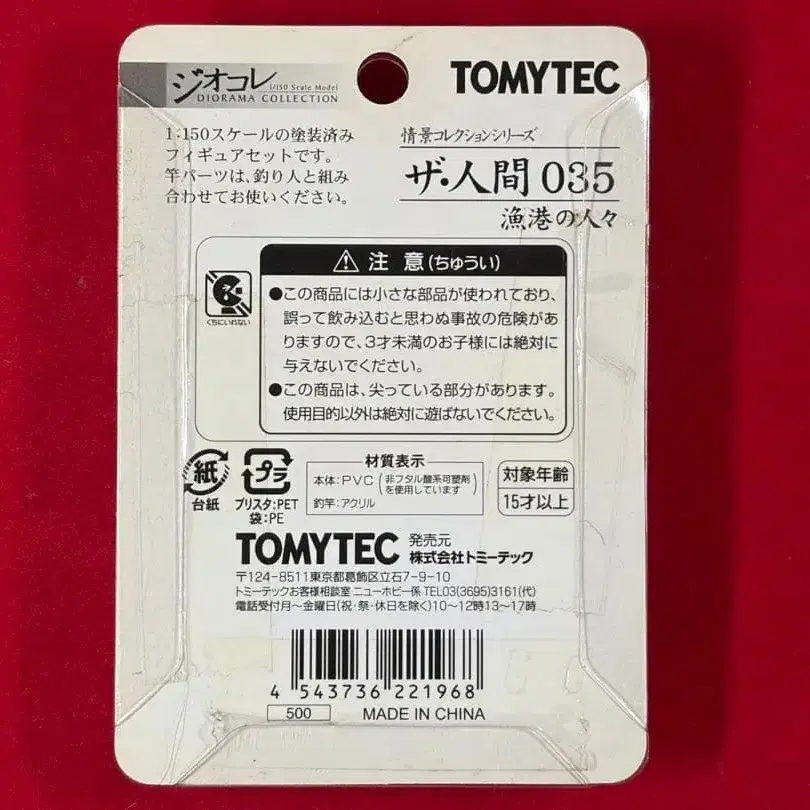 ジオコレ
1/150 Scale Model
DIORAMA COLLECTION
TOMYTEC
1:150スケールの塗装済み
フィギュアセットです。
竿パーツは、釣り人と組み
合わせてお使いください。
情景コレクションシリーズ
ザ・人間 035
漁港の人々
くちにいれない
注 意(ちゅうい)
●この商品には小さな部品が使われており、
誤って飲み込むと思わぬ事故の危険があ
りますので、3才未満のお子様には絶対に
与えないでください。
●この商品は、尖っている部分があります。
使用目的以外は絶対に遊ばないでください。
紙
台紙
プラ
ブリスタ:PET
袋:PE
材質表示
本体:PVC(非フタル酸系可塑剤
を使用しています)
釣竿:アクリル
対象年齢
15才以上
TOMYTEC
発売元
株式会社トミーテック
〒124-8511東京都葛飾区立石7-9-10
トミーテックお客様相談室 ニューホビー係 TEL03(3695)3161(代)
電話受付月〜金曜日(祝・祭・休日を除く)10〜12時13〜17時
4 543736 221968
500
MADE IN CHINA